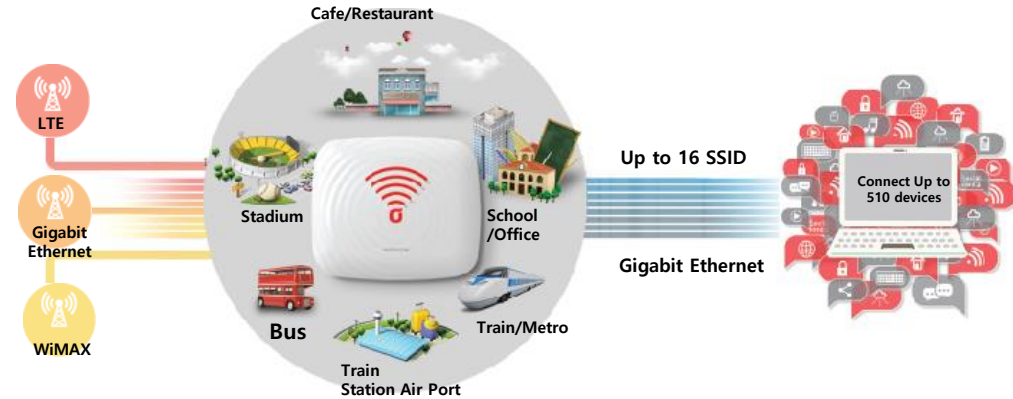 Cafe/Restaurant
LTE
Up to 16 SSID
Connect Up to
510 devices
Stadium
School
/Office
Gigabit
Ethernet
Gigabit Ethernet
Bus
Train/Metro
WiMAX
Train
Station Air Port